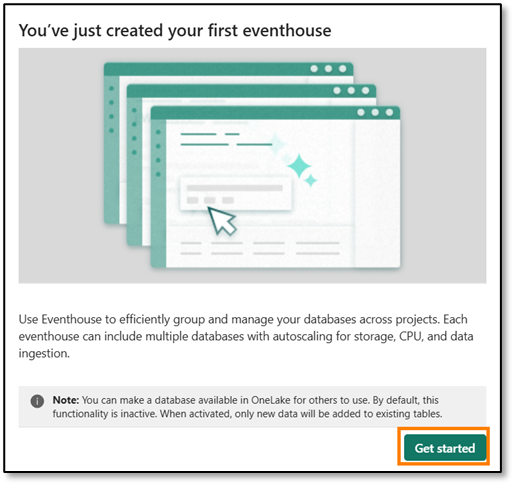 You've just created your first eventhouse
Use Eventhouse to efficiently group and manage your databases across projects. Each
eventhouse can include multiple databases with autoscaling for storage, CPU, and data
ingestion.
Note: You can make a database available in OneLake for others to use. By default, this
functionality is inactive. When activated, only new data will be added to existing tables.
Get started